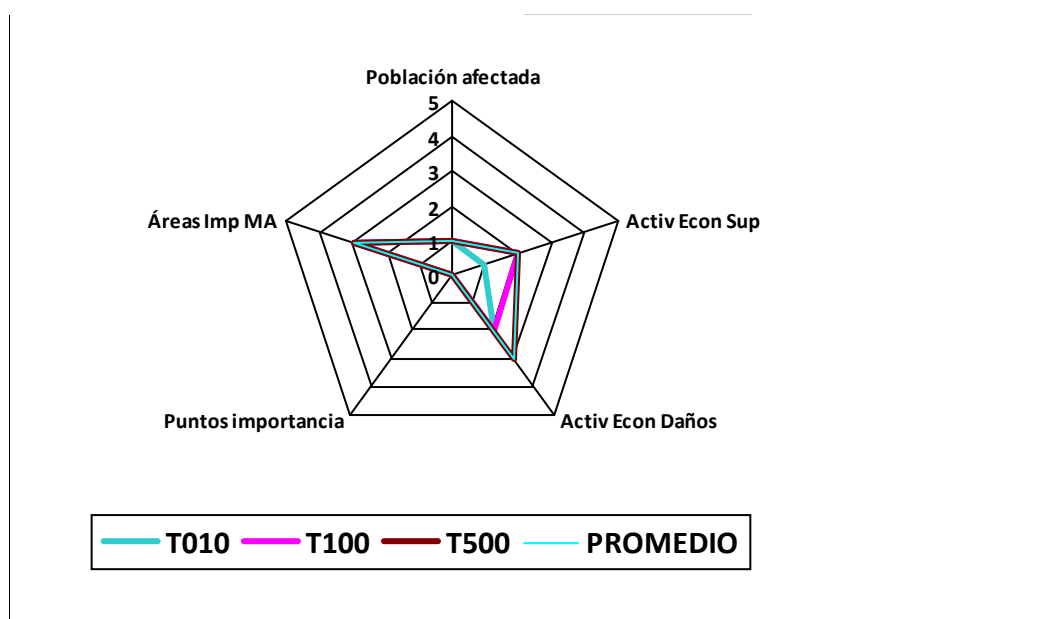 Población afectada
5
4
3
2
1
0
Áreas Imp MA
Activ Econ Sup
Puntos importancia
Activ Econ Daños
T010 T100 T500 PROMEDIO